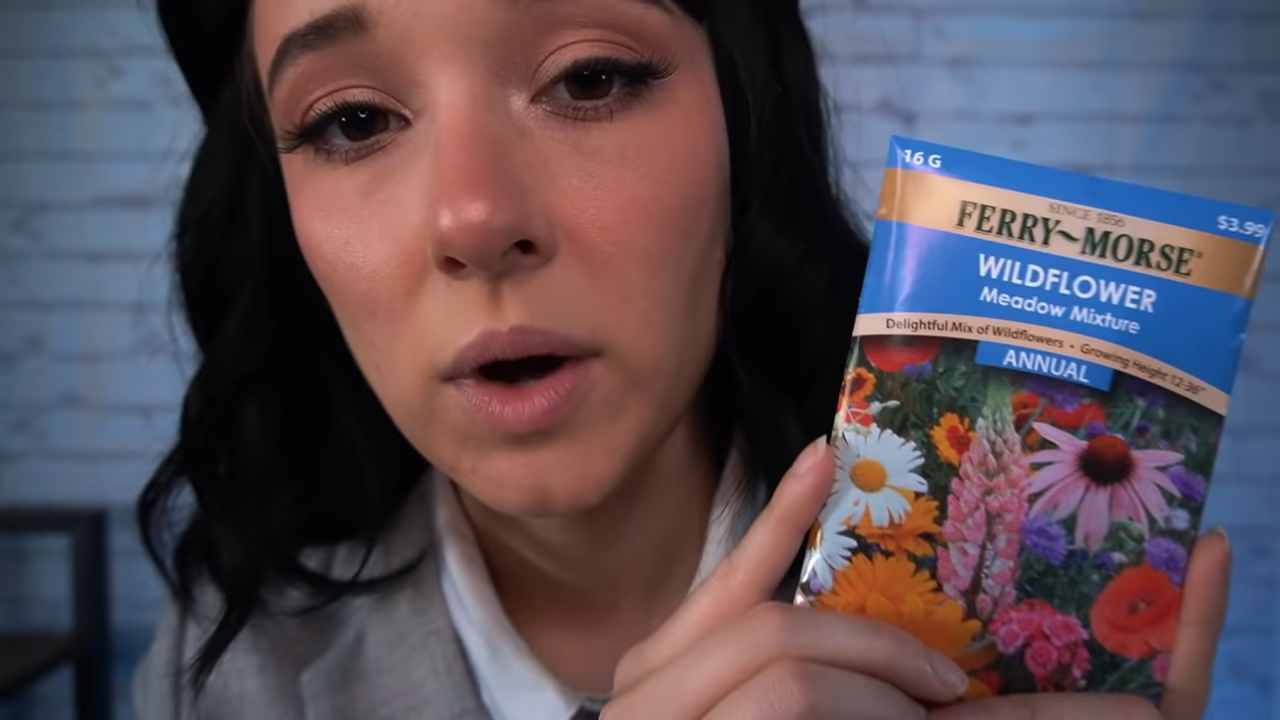 16 G
$3.99
SINCE 1856
FERRY~MORSE®
WILDFLOWER
Meadow Mixture
Delightful Mix of Wildflowers • Growing Height 12-36"
ANNUAL